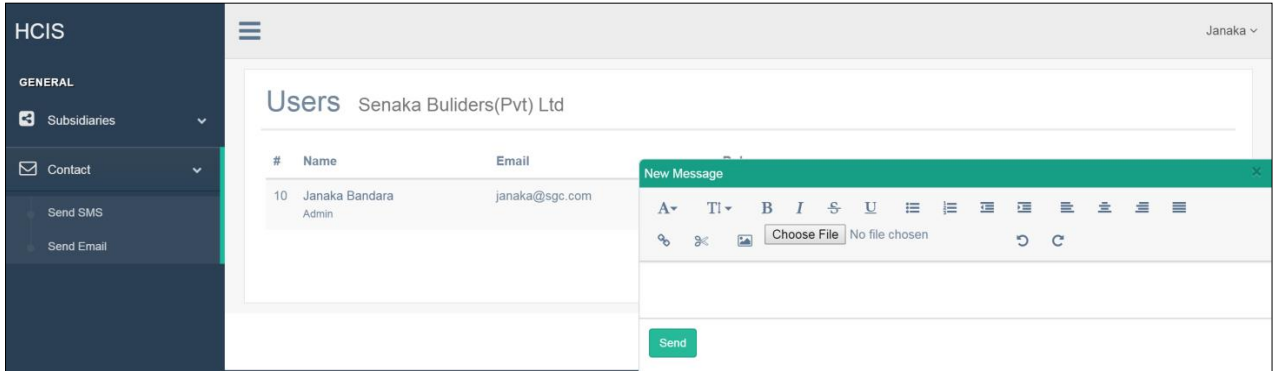 HCIS
Janaka
GENERAL
Subsidiaries
Contact
Send SMS
Send Email
Users Senaka Buliders(Pvt) Ltd
# Name Email
10 Janaka Bandara janaka@sgc.com
Admin
New Message x
A TI B I S U
Choose File No file chosen
Send